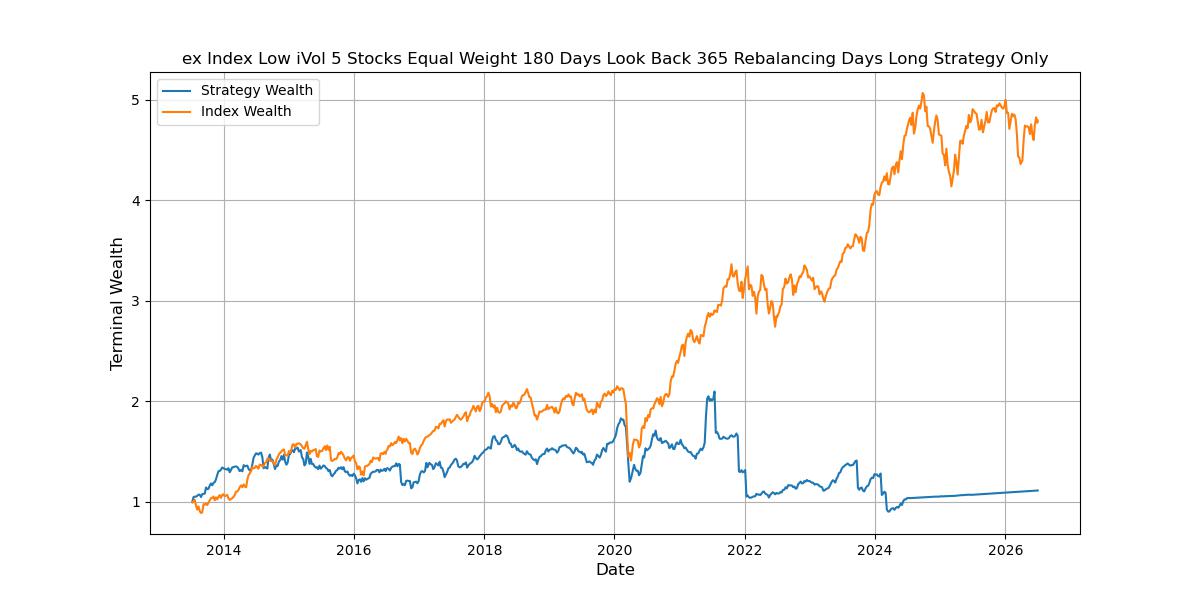 ex Index Low iVol 5 Stocks Equal Weight 180 Days Look Back 365 Rebalancing Days Long Strategy Only
Strategy Wealth
Index Wealth
Terminal Wealth
5
4
3
2
1
2014 2016 2018 2020 2022 2024 2026
Date